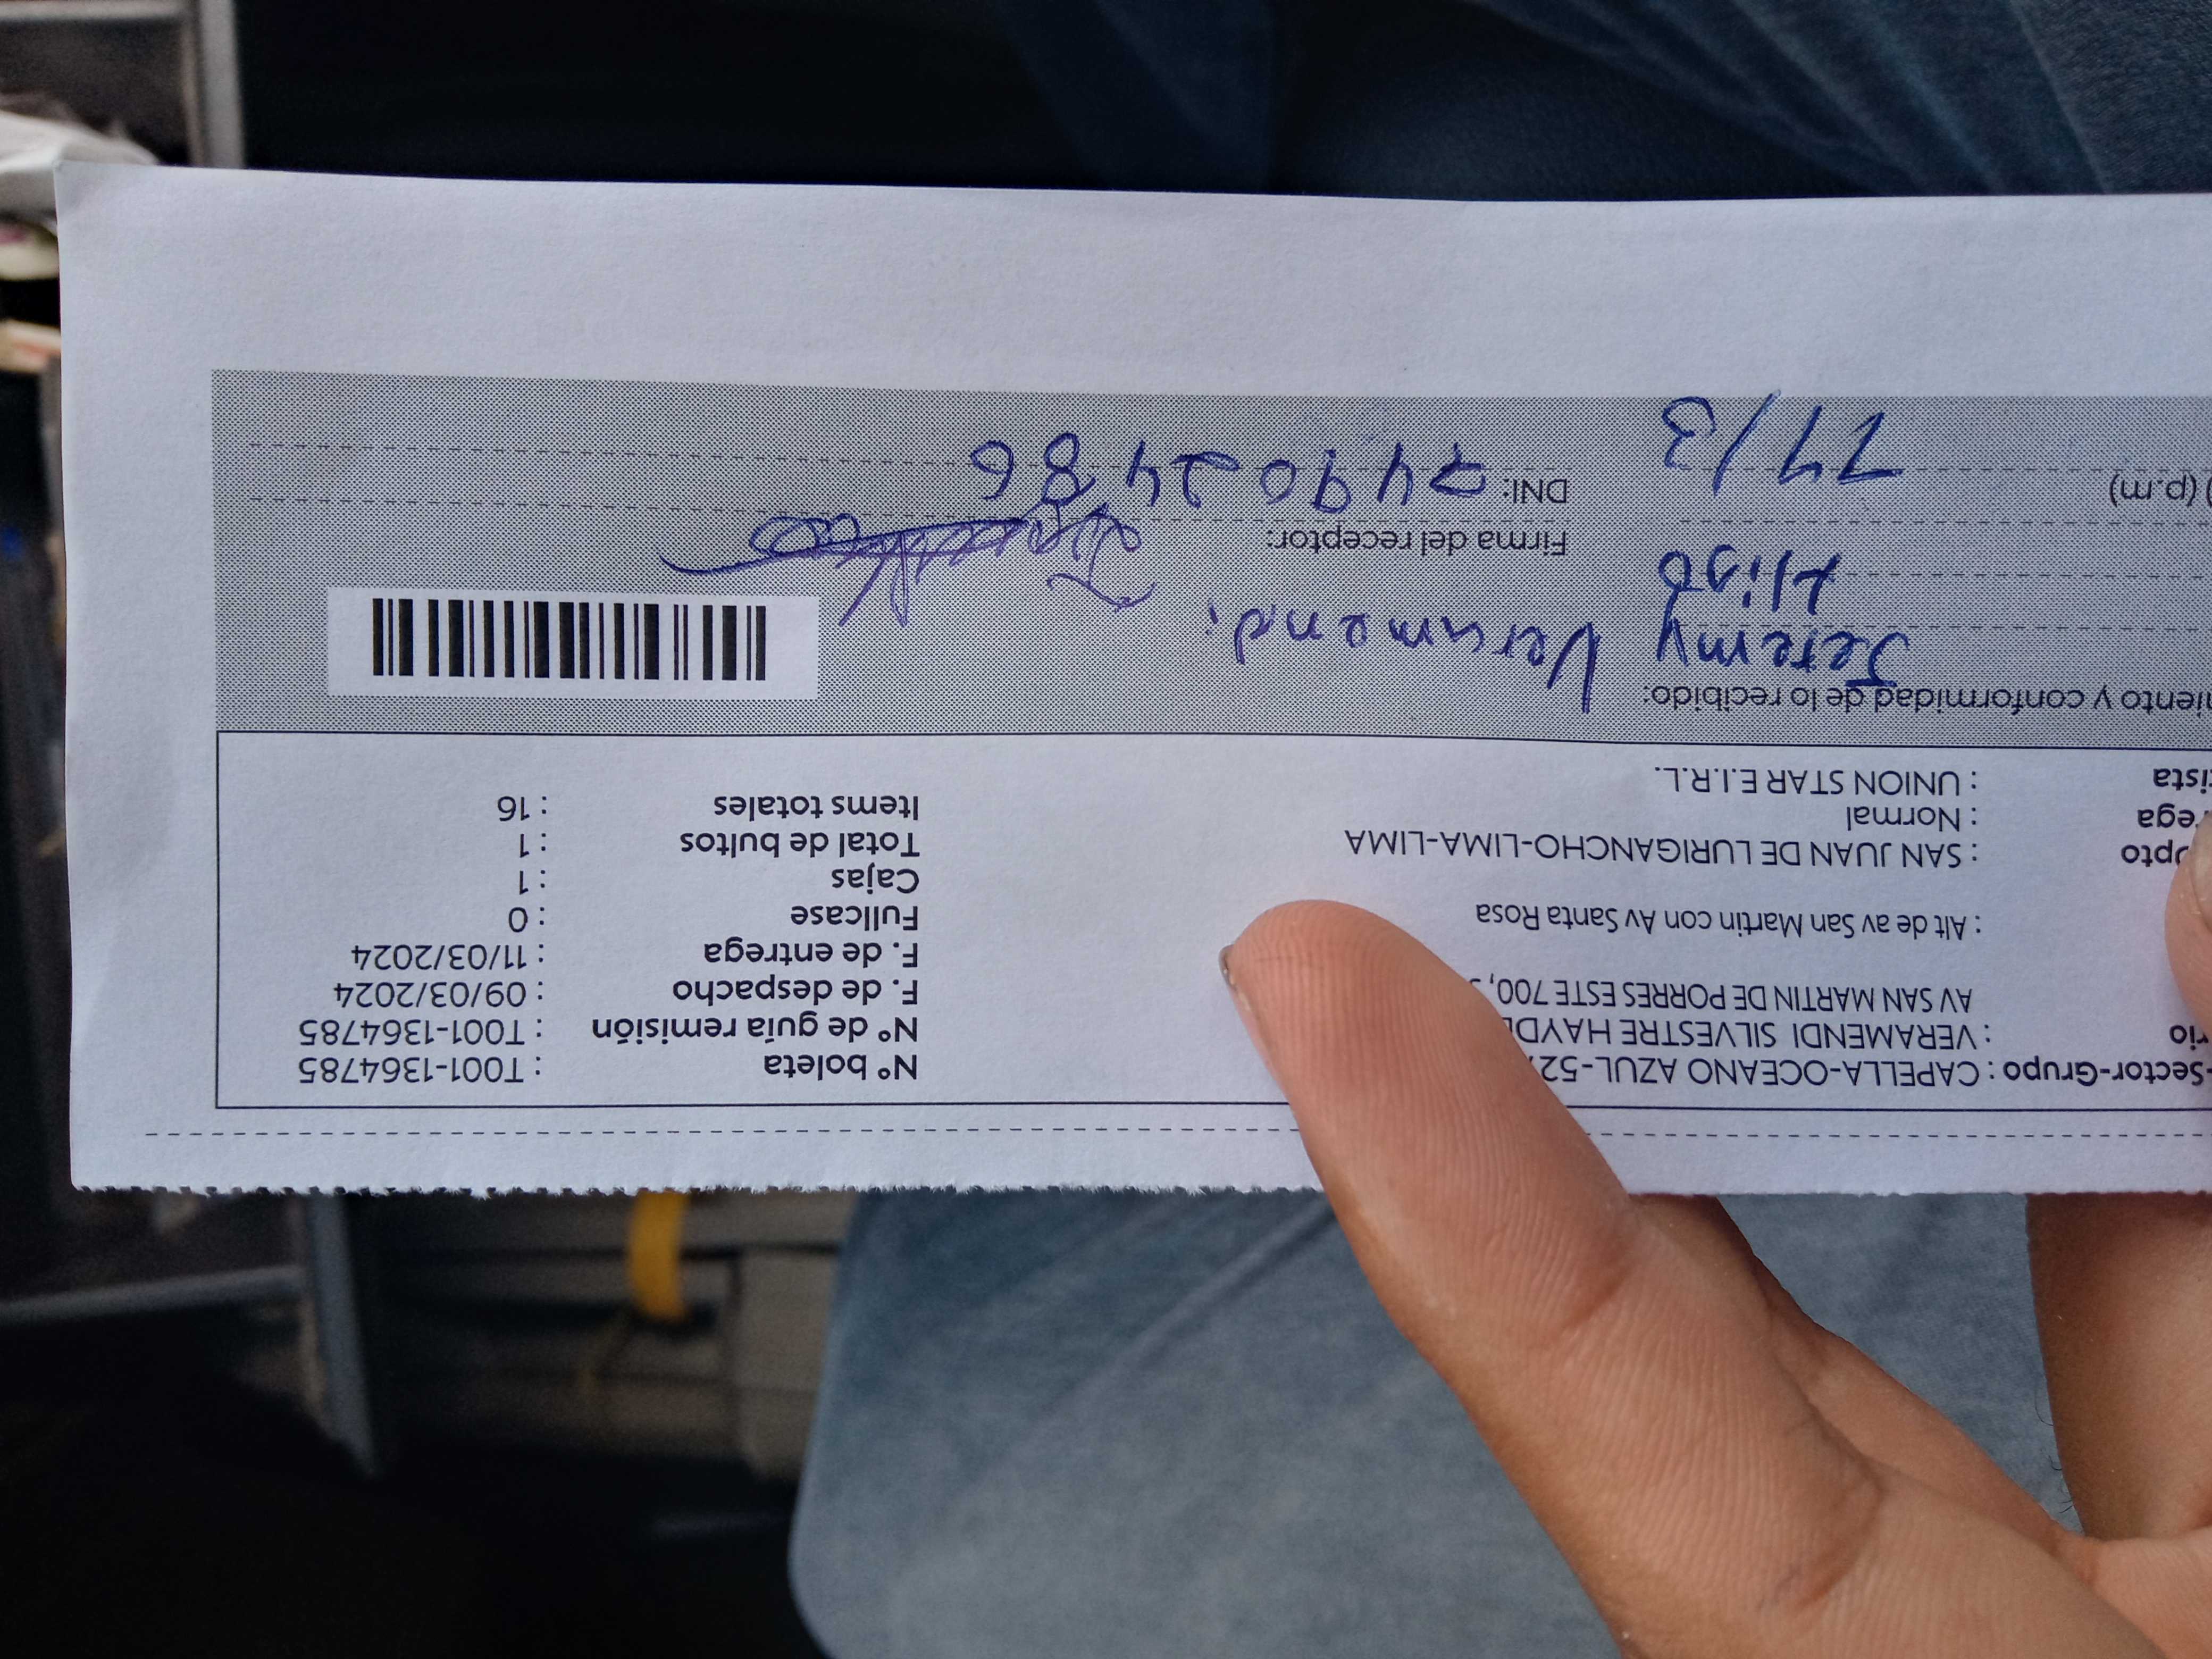 -Sector-Grupo : CAPELLA-OCEANO AZUL-52
rio : VERAMENDI SILVESTRE HAYD
AV SAN MARTIN DE PORRES ESTE 700,
: Alt de av San Martin con Av Santa Rosa
Dpto : SAN JUAN DE LURIGANCHO-LIMA-LIMA
rega : Normal
ista : UNION STAR E.I.R.L.
N° boleta : T001-1364785
N° de guía remisión : T001-1364785
F. de despacho : 09/03/2024
F. de entrega : 11/03/2024
Fullcase : 0
Cajas : 1
Total de bultos : 1
Items totales : 16
iento y conformidad de lo recibido:
Jeremy Veramendi
Hijo
Firma del receptor:
) (p.m) 11/3
DNI: 74902486